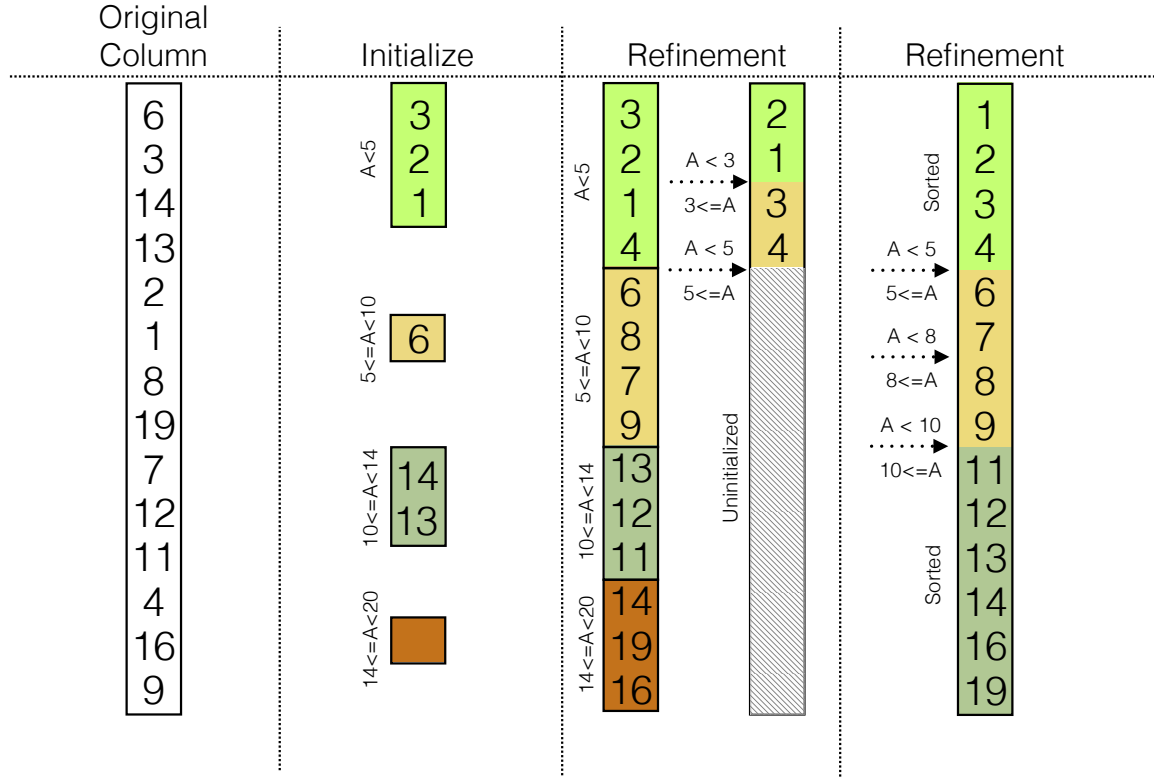 Original
Column
6
3
14
13
2
1
8
19
7
12
11
4
16
9
Initialize
A<5
3
2
1
5<=A<10
6
10<=A<14
14
13
14<=A<20
Refinement
A<5
3
2
1
4
5<=A<10
6
8
7
9
10<=A<14
13
12
11
14<=A<20
14
19
16
A < 3
3<=A
A < 5
5<=A
2
1
3
4
Uninitialized
Refinement
Sorted
A < 5
5<=A
A < 8
8<=A
A < 10
10<=A
Sorted
1
2
3
4
6
7
8
9
11
12
13
14
16
19